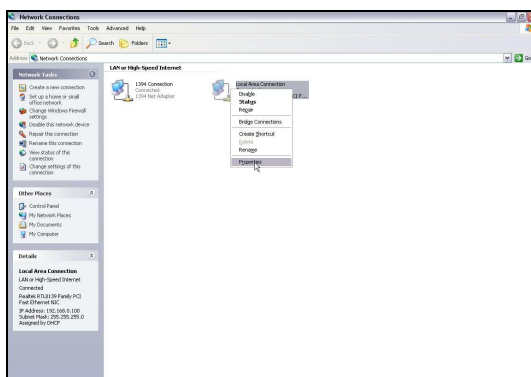 Network Connections
File Edit View Favorites Tools Advanced Help
Back Search Folders
Address Network Connections Go
Network Tasks
Create a new connection
Set up a home or small
office network
Change Windows Firewall
settings
Disable this network device
Repair this connection
Rename this connection
View status of this
connection
Change settings of this
connection
Other Places
Control Panel
My Network Places
My Documents
My Computer
Details
Local Area Connection
LAN or High-Speed Internet
Connected
Realtek RTL8139 Family PCI
Fast Ethernet NIC
IP Address: 192.168.0.100
Subnet Mask: 255.255.255.0
Assigned by DHCP
LAN or High-Speed Internet
1394 Connection
Connected
1394 Net Adapter
Local Area Connection
CI F...
Disable
Status
Repair
Bridge Connections
Create Shortcut
Delete
Rename
Properties